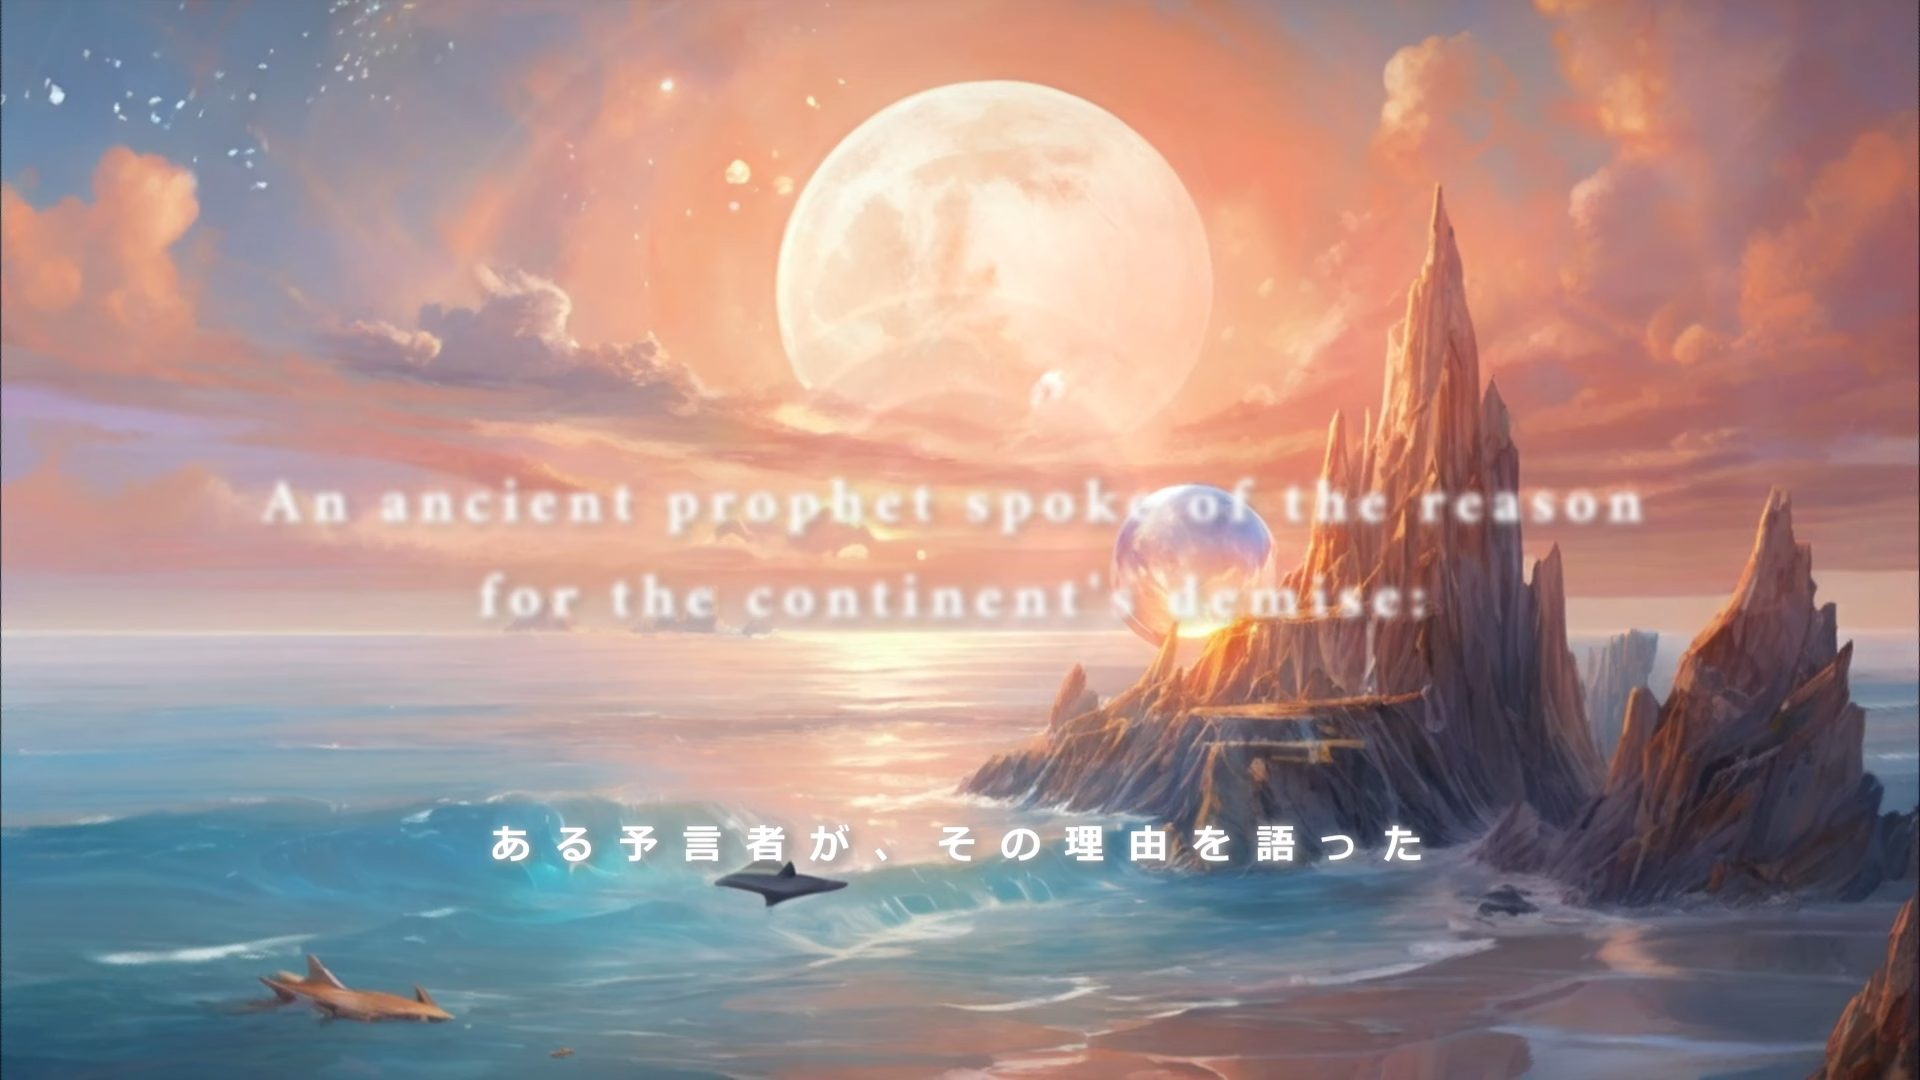 An ancient prophet spoke of the reason
for the continent's demise:
ある予言者が、その理由を語った